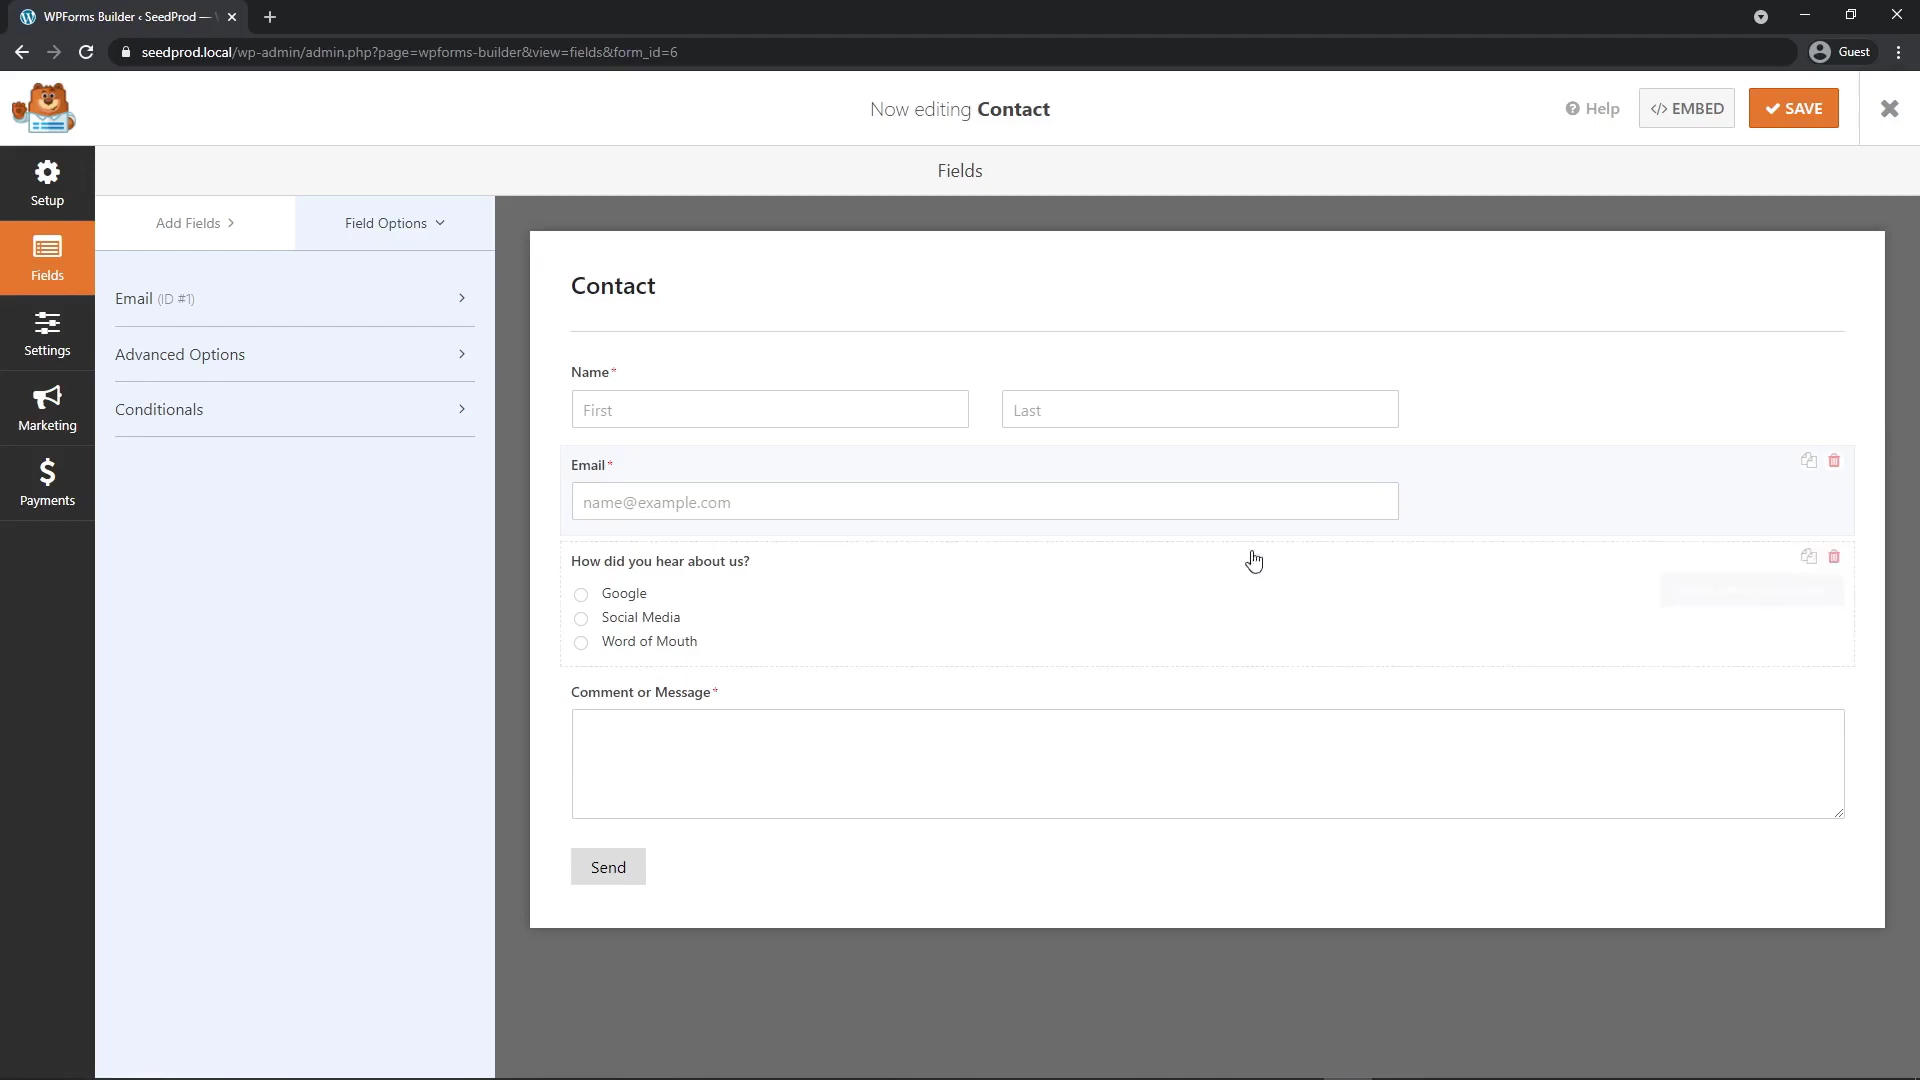 WPForms Builder ‹ SeedProd —
seedprod.local/wp-admin/admin.php?page=wpforms-builder&view=fields&form_id=6
Guest
Now editing Contact
Help
</> EMBED
SAVE
Setup
Fields
Settings
Marketing
Payments
Fields
Add Fields
Field Options
Email (ID #1)
Advanced Options
Conditionals
Contact
Name*
First
Last
Email*
name@example.com
How did you hear about us?
Google
Social Media
Word of Mouth
Comment or Message*
Send